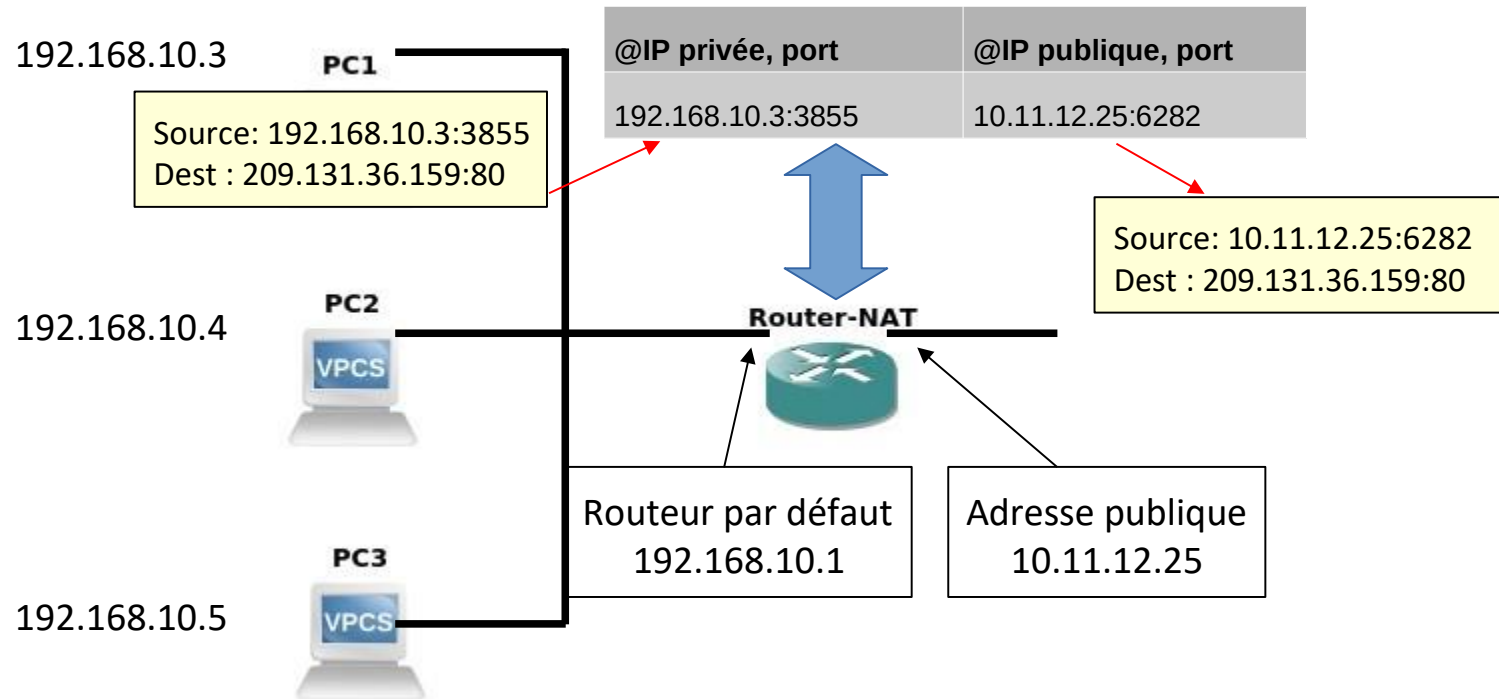 192.168.10.3
PC1
@IP privée, port
@IP publique, port
192.168.10.3:3855
10.11.12.25:6282
Source: 192.168.10.3:3855
Dest : 209.131.36.159:80
Source: 10.11.12.25:6282
Dest : 209.131.36.159:80
192.168.10.4
PC2
VPCS
Router-NAT
Routeur par défaut
192.168.10.1
Adresse publique
10.11.12.25
192.168.10.5
PC3
VPCS